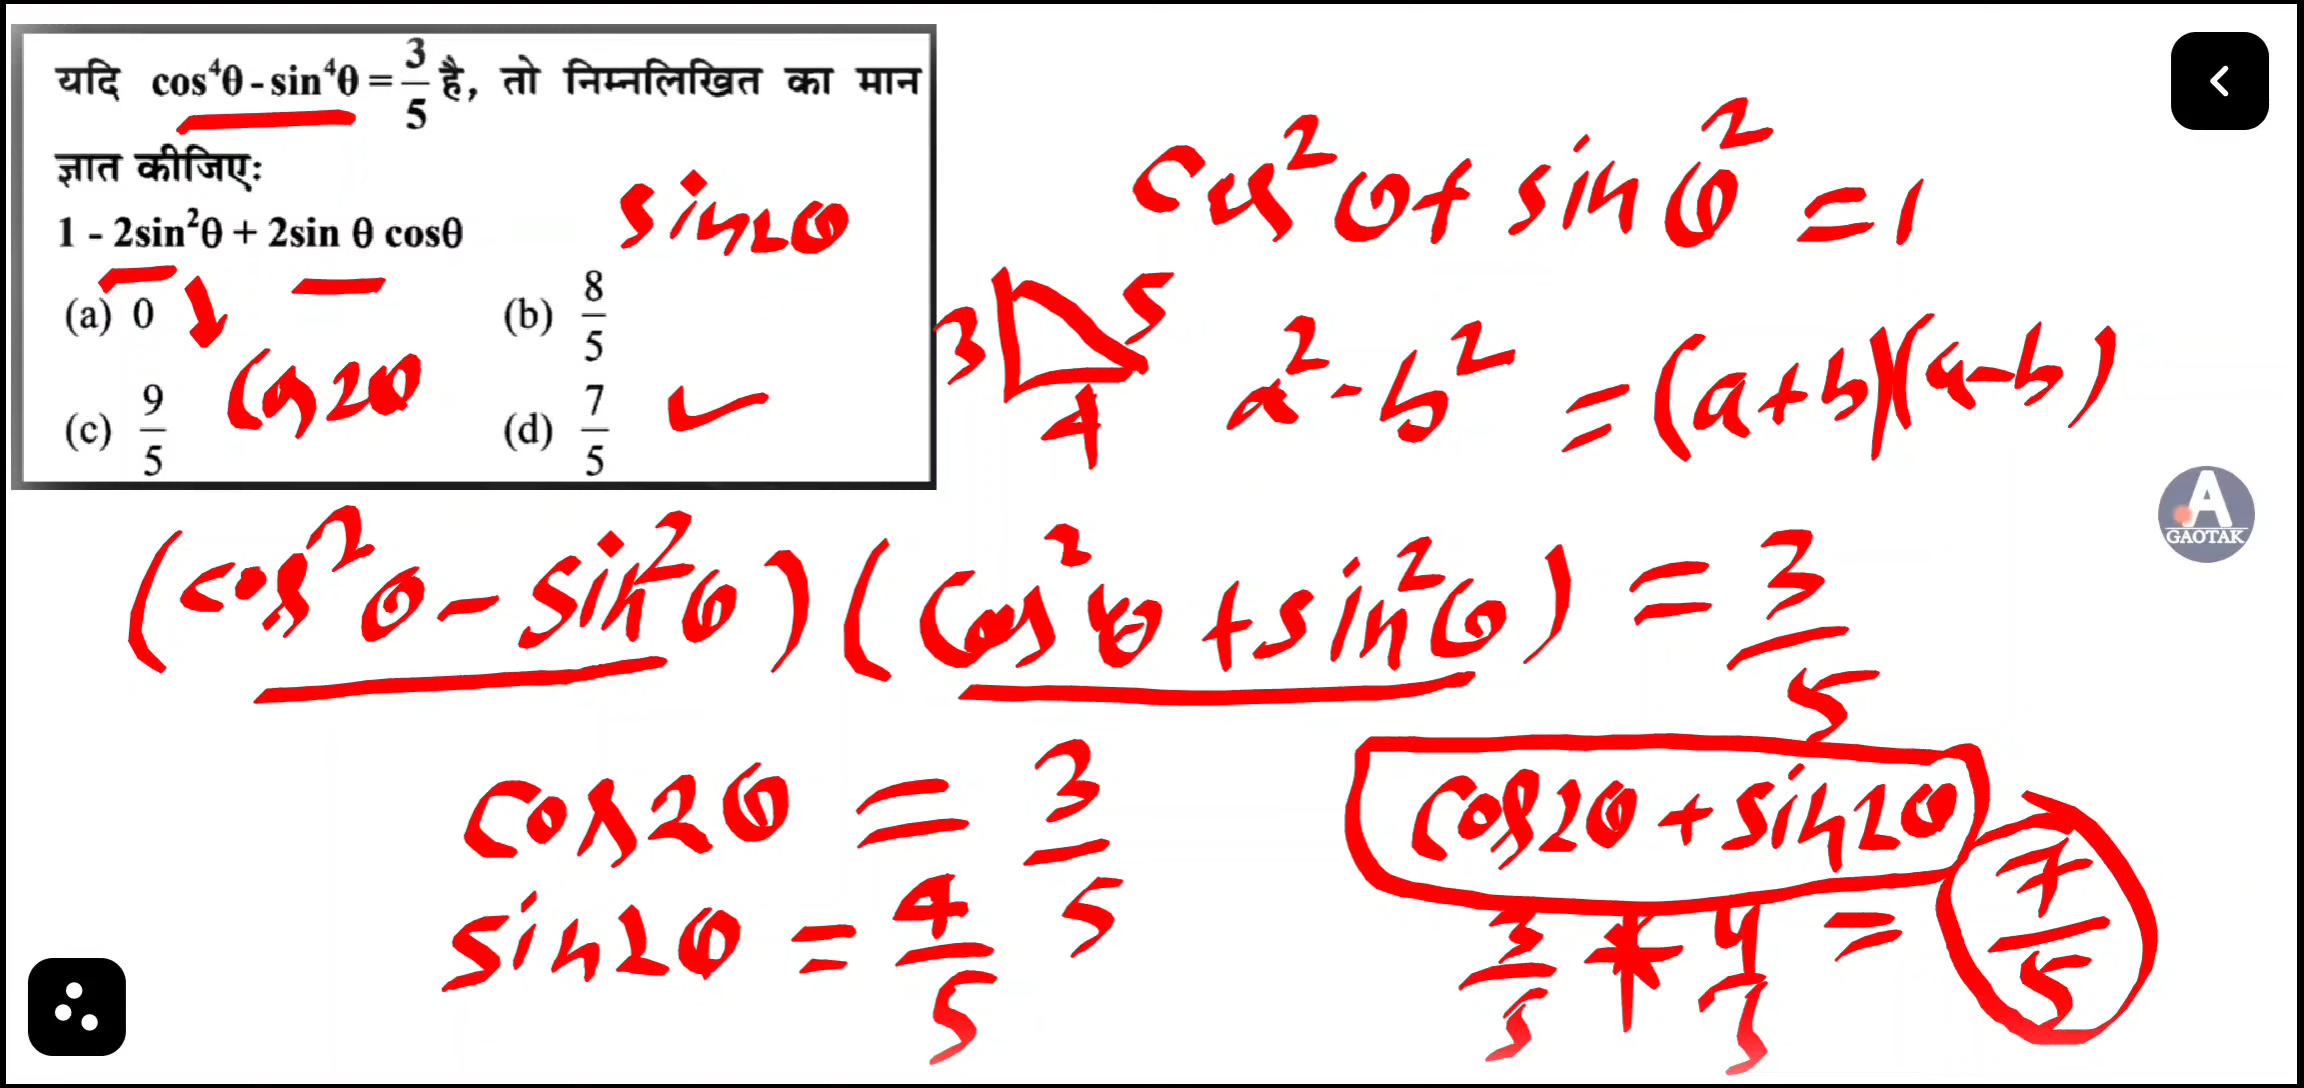 यदि cos⁴θ - sin⁴θ = 3/5 है, तो निम्नलिखित का मान
ज्ञात कीजिएः
1 - 2sin²θ + 2sin θ cosθ
sin2θ
(a) 0
(b) 8/5
cos2θ
(c) 9/5
(d) 7/5 ✓
cos²θ + sinθ² = 1
3 5 4
a² - b² = (a+b)(a-b)
A
GAOTAK
(cos²θ - sin²θ) (cos²θ + sin²θ) = 3/5
cos2θ = 3/5
sin2θ = 4/5
cos2θ + sin2θ
3/5 + 4/5 = 7/5